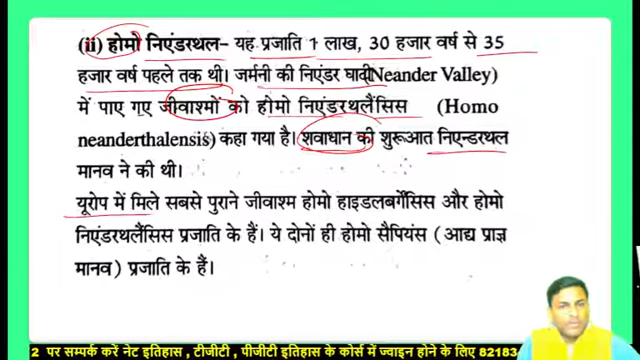 (ii) होमो निएंडरथल- यह प्रजाति 1 लाख, 30 हजार वर्ष से 35
हजार वर्ष पहले तक थी। जर्मनी की निएंडर घादी(Neander Valley)
में पाए गए जीवाश्मों को होमो निएंडरथलैंसिस (Homo
neanderthalensis) कहा गया है। शवाधान की शुरूआत निएन्डरथल
मानव ने की थी।
यूरोप में मिले सबसे पुराने जीवाश्म होमो हाइडलबर्गेंसिस और होमो
निएंडरथलैंसिस प्रजाति के हैं। ये दोनों ही होमो सैपियंस (आद्य प्राज्ञ
मानव) प्रजाति के हैं।
2 पर सम्पर्क करें नेट इतिहास , टीजीटी , पीजीटी इतिहास के कोर्स में ज्वाइन होने के लिए 82183